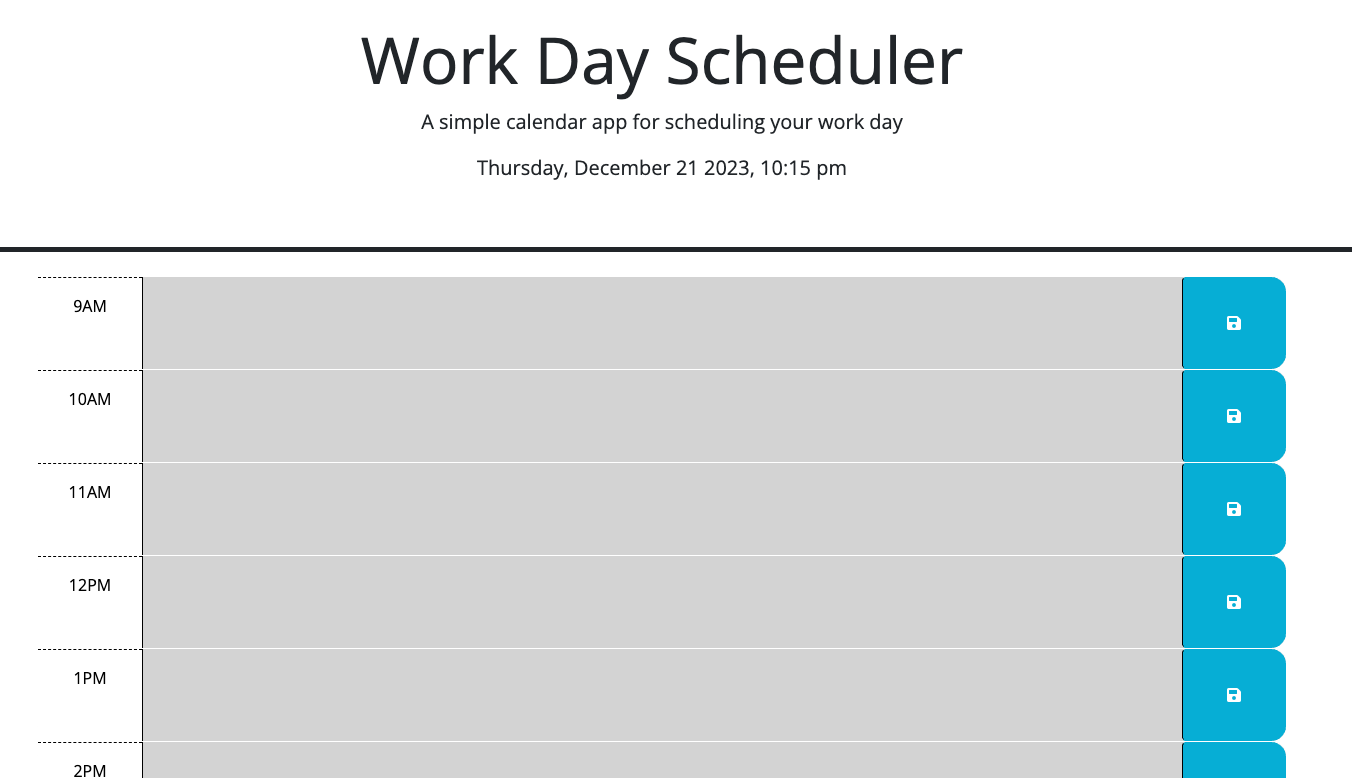 Work Day Scheduler
A simple calendar app for scheduling your work day
Thursday, December 21 2023, 10:15 pm
9AM
10AM
11AM
12PM
1PM
2PM